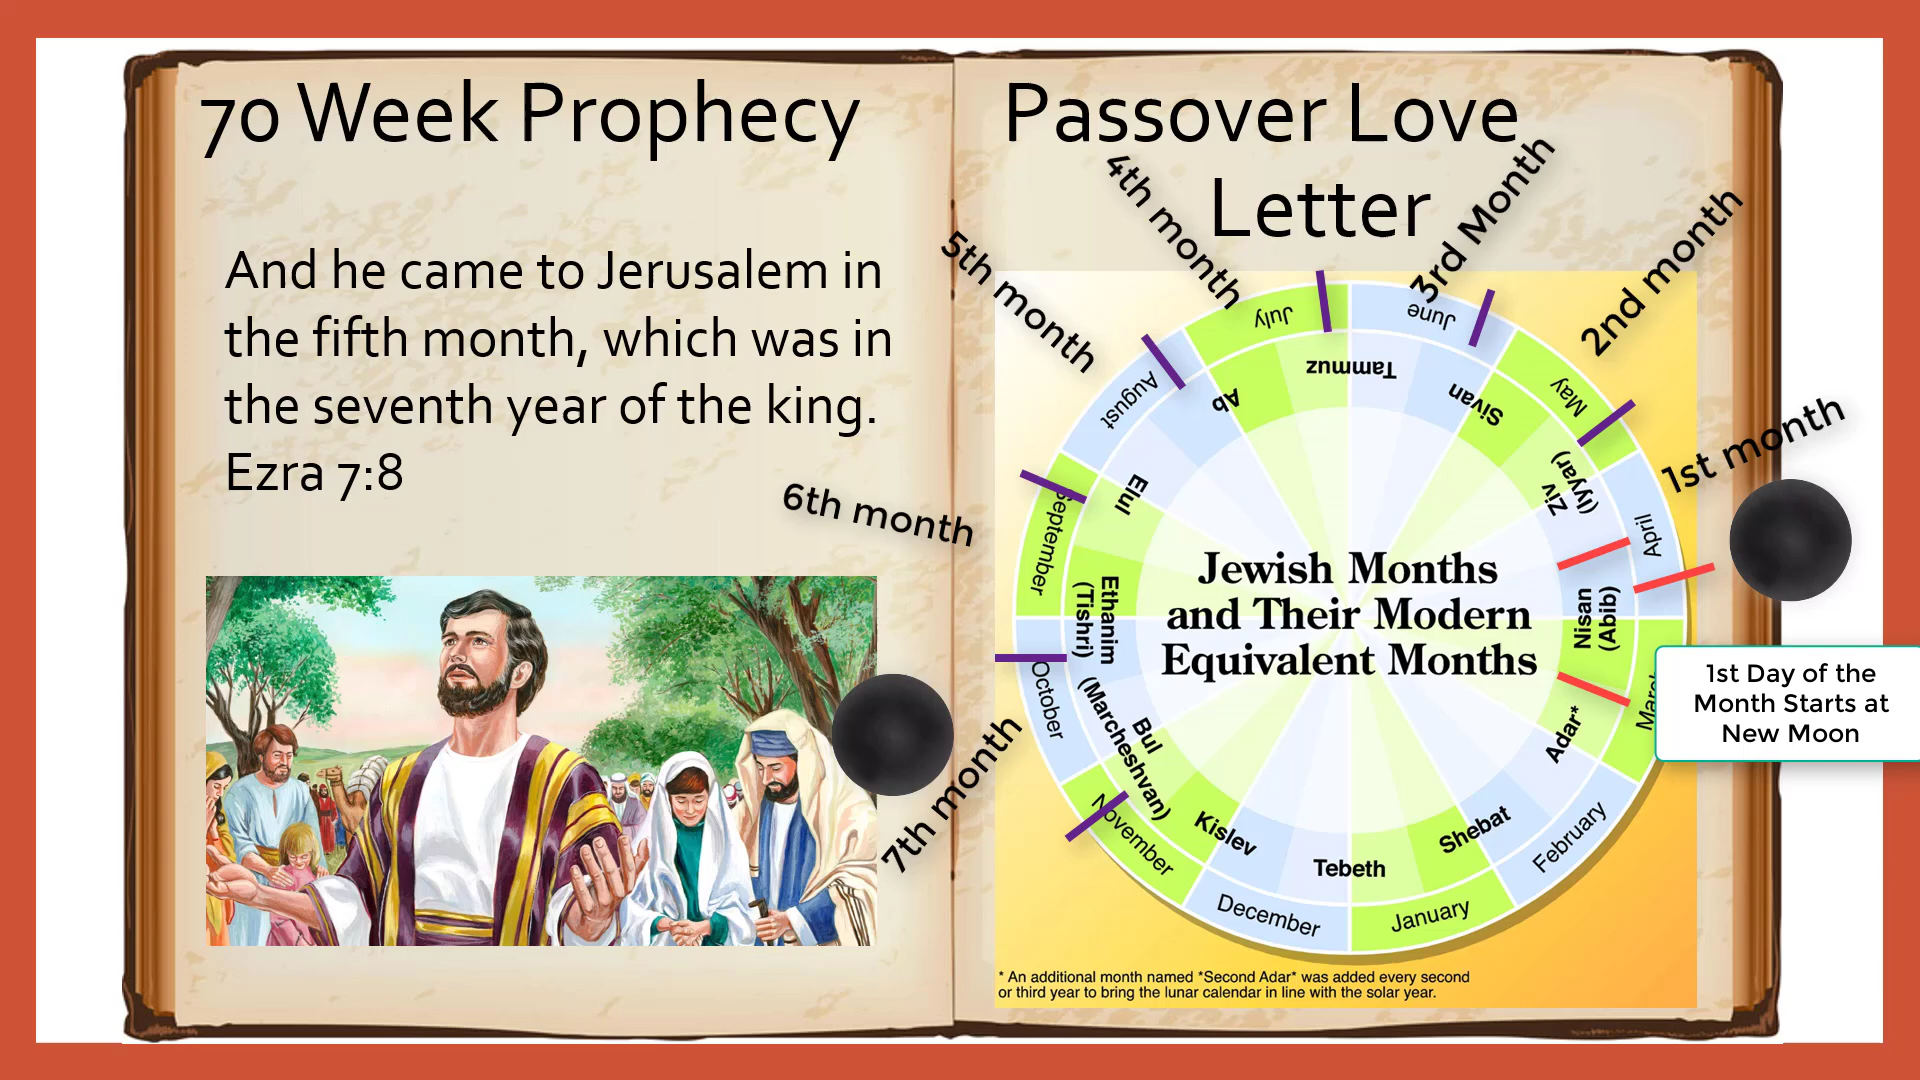 70 Week Prophecy
And he came to Jerusalem in
the fifth month, which was in
the seventh year of the king.
Ezra 7:8
Passover Love
Letter
1st month
2nd month
3rd Month
4th month
5th month
6th month
7th month
1st Day of the
Month Starts at
New Moon
Jewish Months
and Their Modern
Equivalent Months
March
April
May
June
July
August
September
October
November
December
January
February
Nisan
(Abib)
Ziv
(Iyyar)
Sivan
Tammuz
Ab
Elul
Ethanim
(Tishri)
Bul
(Marcheshvan)
Kislev
Tebeth
Shebat
Adar*
* An additional month named *Second Adar* was added every second
or third year to bring the lunar calendar in line with the solar year.